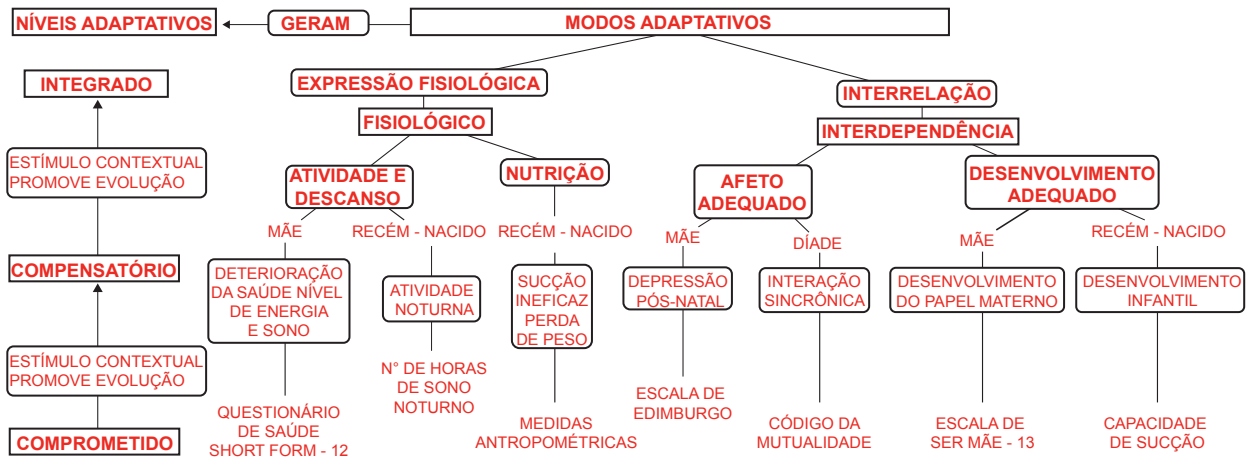 NÍVEIS ADAPTATIVOS
GERAM
MODOS ADAPTATIVOS
INTEGRADO
ESTÍMULO CONTEXTUAL
PROMOVE EVOLUÇÃO
COMPENSATÓRIO
ESTÍMULO CONTEXTUAL
PROMOVE EVOLUÇÃO
COMPROMETIDO
EXPRESSÃO FISIOLÓGICA
FISIOLÓGICO
ATIVIDADE E
DESCANSO
MÃE
DETERIORAÇÃO
DA SAÚDE NÍVEL
DE ENERGIA
E SONO
QUESTIONÁRIO
DE SAÚDE
SHORT FORM - 12
RECÉM - NACIDO
ATIVIDADE
NOTURNA
N° DE HORAS
DE SONO
NOTURNO
NUTRIÇÃO
RECÉM - NACIDO
SUCÇÃO
INEFICAZ
PERDA
DE PESO
MEDIDAS
ANTROPOMÉTRICAS
INTERRELAÇÃO
INTERDEPENDÊNCIA
AFETO
ADEQUADO
MÃE
DEPRESSÃO
PÓS-NATAL
ESCALA DE
EDIMBURGO
DÍADE
INTERAÇÃO
SINCRÔNICA
CÓDIGO DA
MUTUALIDADE
DESENVOLVIMENTO
ADEQUADO
MÃE
DESENVOLVIMENTO
DO PAPEL MATERNO
ESCALA DE
SER MÃE - 13
RECÉM - NACIDO
DESENVOLVIMENTO
INFANTIL
CAPACIDADE
DE SUCÇÃO